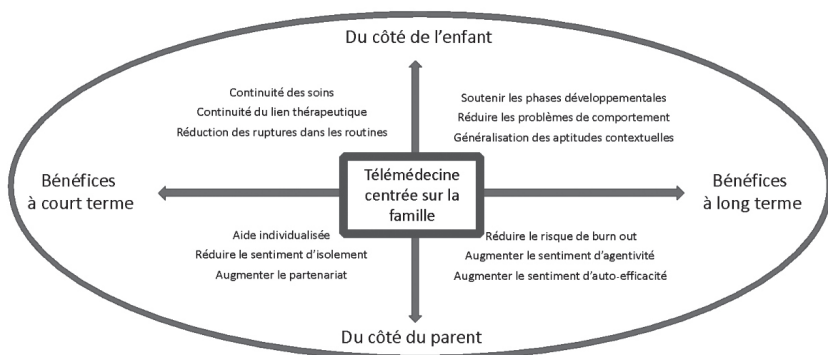 Du côté de l'enfant
Continuité des soins
Continuité du lien thérapeutique
Réduction des ruptures dans les routines
Soutenir les phases développementales
Réduire les problèmes de comportement
Généralisation des aptitudes contextuelles
Bénéfices
à court terme
Télémédecine
centrée sur la
famille
Bénéfices
à long terme
Aide individualisée
Réduire le sentiment d'isolement
Augmenter le partenariat
Réduire le risque de burn out
Augmenter le sentiment d'agentivité
Augmenter le sentiment d'auto-efficacité
Du côté du parent